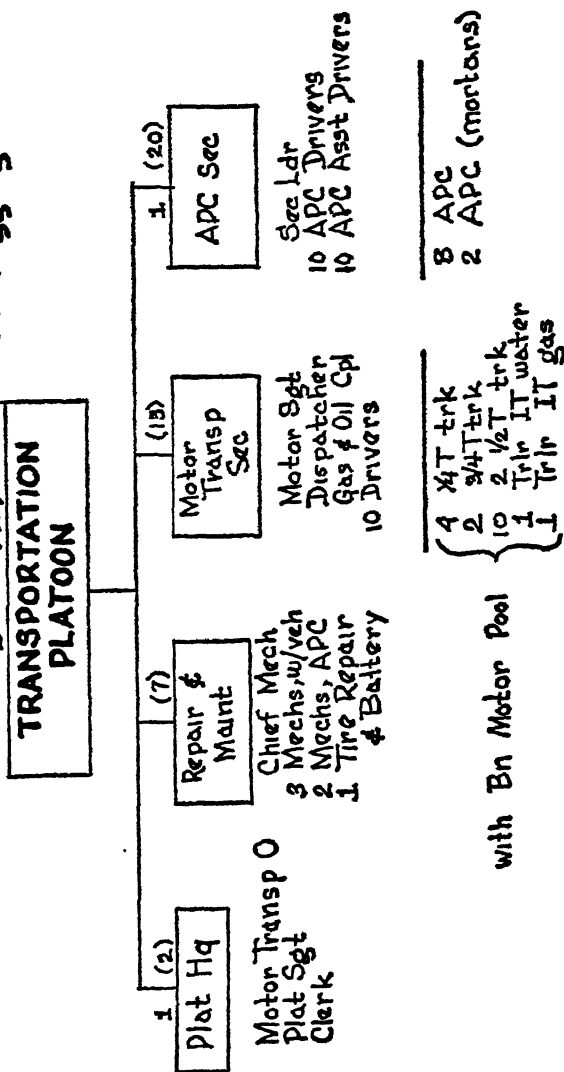 TRANSPORTATION
PLATOON
1 (2)
Plat Hq
Motor Transp O
Plat Sgt
Clerk
(7)
Repair &
Maint
Chief Mech
3 Mechs, w/veh
2 Mechs, APC
1 Tire Repair
& Battery
(13)
Motor
Transp
Sec
Motor Sgt
Dispatcher
Gas & Oil Cpl
10 Drivers
with Bn Motor Pool
4 1/4T trk
2 3/4T trk
10 2 1/2T trk
1 Trlr 1T water
1 Trlr 1T gas
1 (20)
APC Sec
Sec Ldr
10 APC Drivers
10 APC Asst Drivers
8 APC
2 APC (mortars)